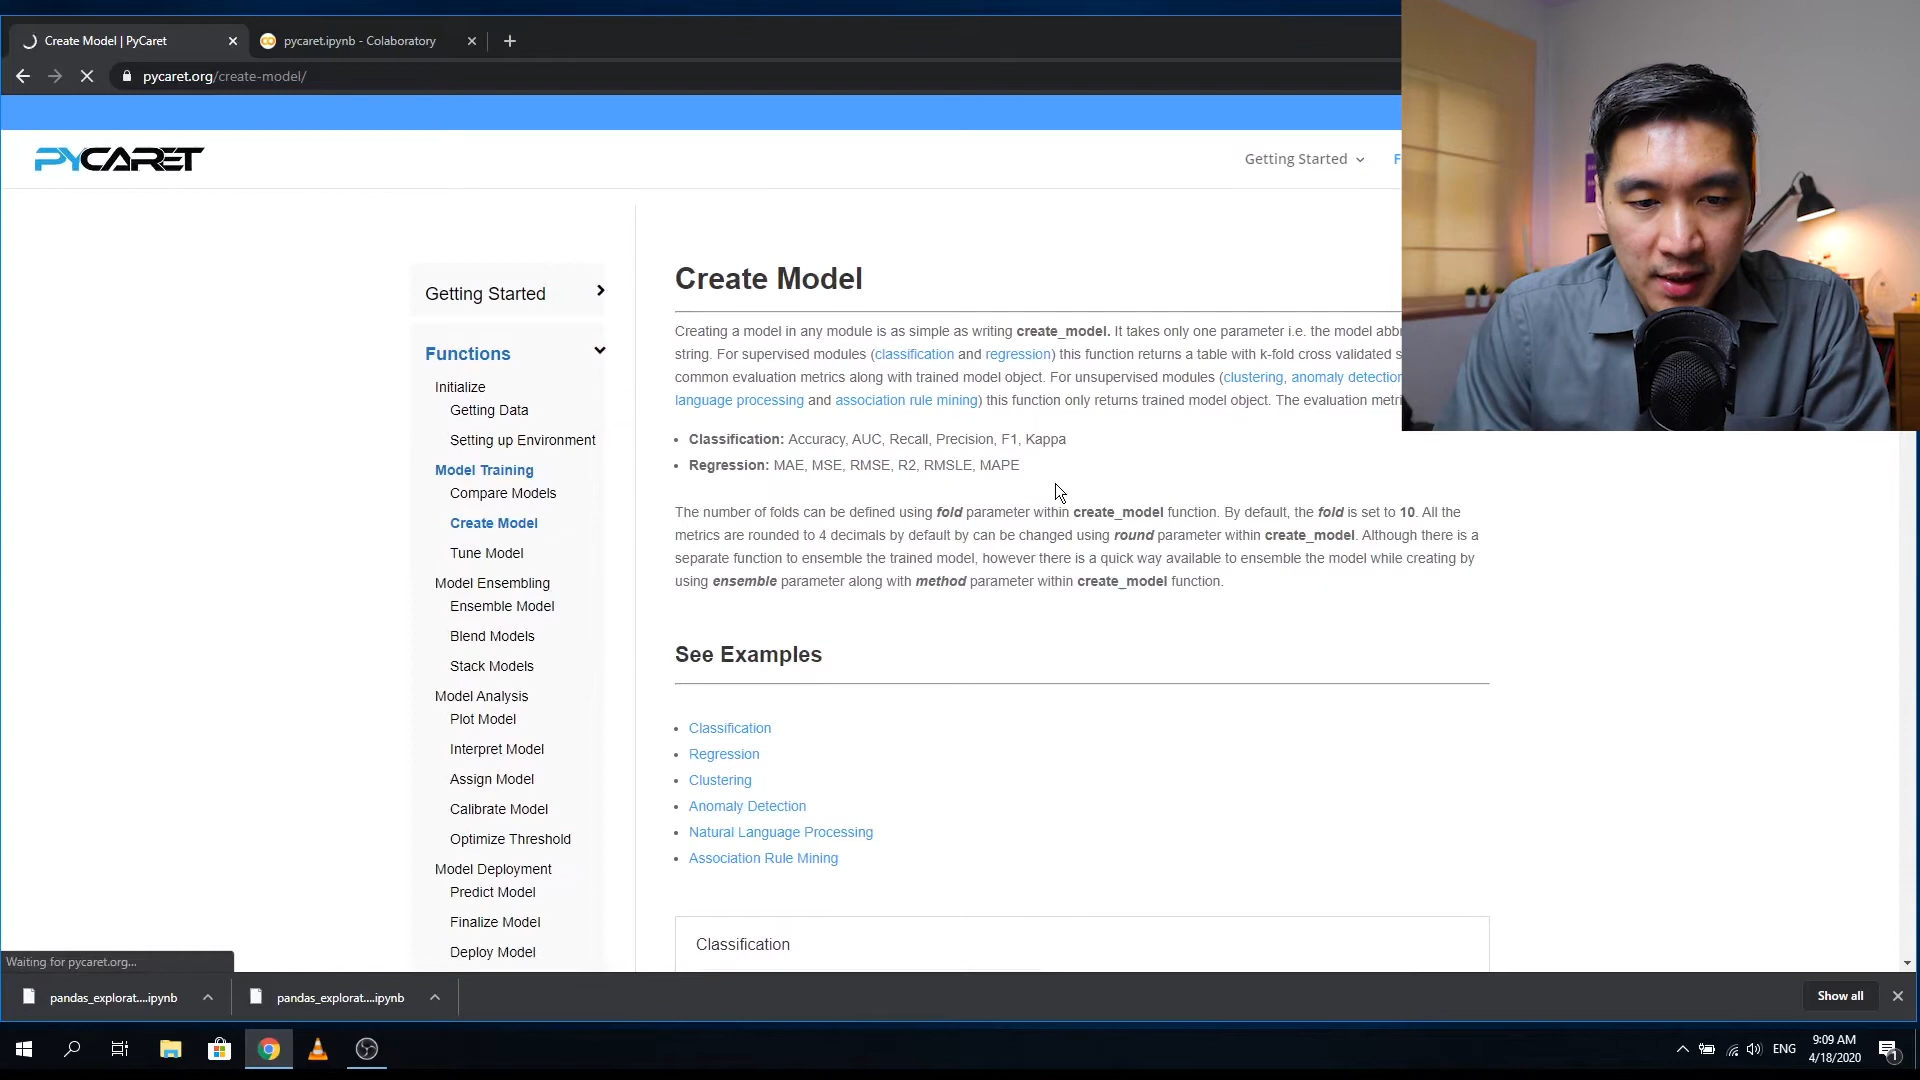 Create Model | PyCaret
pycaret.ipynb - Colaboratory
pycaret.org/create-model/
PYCARET
Getting Started
F
Getting Started
Functions
Initialize
Getting Data
Setting up Environment
Model Training
Compare Models
Create Model
Tune Model
Model Ensembling
Ensemble Model
Blend Models
Stack Models
Model Analysis
Plot Model
Interpret Model
Assign Model
Calibrate Model
Optimize Threshold
Model Deployment
Predict Model
Finalize Model
Deploy Model
Create Model
Creating a model in any module is as simple as writing create_model. It takes only one parameter i.e. the model
string. For supervised modules (classification and regression) this function returns a table with k-fold cross validated
common evaluation metrics along with trained model object. For unsupervised modules (clustering, anomaly detection
language processing and association rule mining) this function only returns trained model object. The evaluation
• Classification: Accuracy, AUC, Recall, Precision, F1, Kappa
• Regression: MAE, MSE, RMSE, R2, RMSLE, MAPE
The number of folds can be defined using fold parameter within create_model function. By default, the fold is set to 10. All the
metrics are rounded to 4 decimals by default by can be changed using round parameter within create_model. Although there is a
separate function to ensemble the trained model, however there is a quick way available to ensemble the model while creating by
using ensemble parameter along with method parameter within create_model function.
See Examples
• Classification
• Regression
• Clustering
• Anomaly Detection
• Natural Language Processing
• Association Rule Mining
Classification
Waiting for pycaret.org...
pandas_explorat....ipynb
pandas_explorat....ipynb
Show all
ENG
9:09 AM
4/18/2020
1